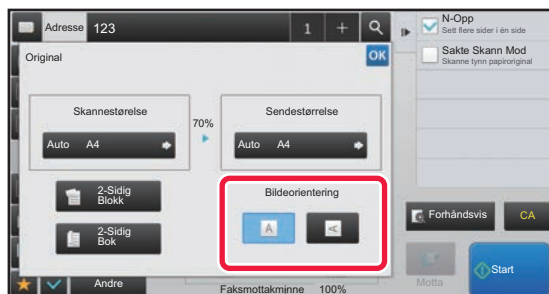 Adresse 123 1 +
Original OK
Skannestørelse
Auto A4
70%
Sendestørrelse
Auto A4
2-Sidig
Blokk
2-Sidig
Bok
Bildeorientering
A A
Andre
Faksmottakminne 100%
N-Opp
Sett flere sider i én side
Sakte Skann Mod
Skanne tynn papiroriginal
Forhåndsvis
CA
Motta
Start